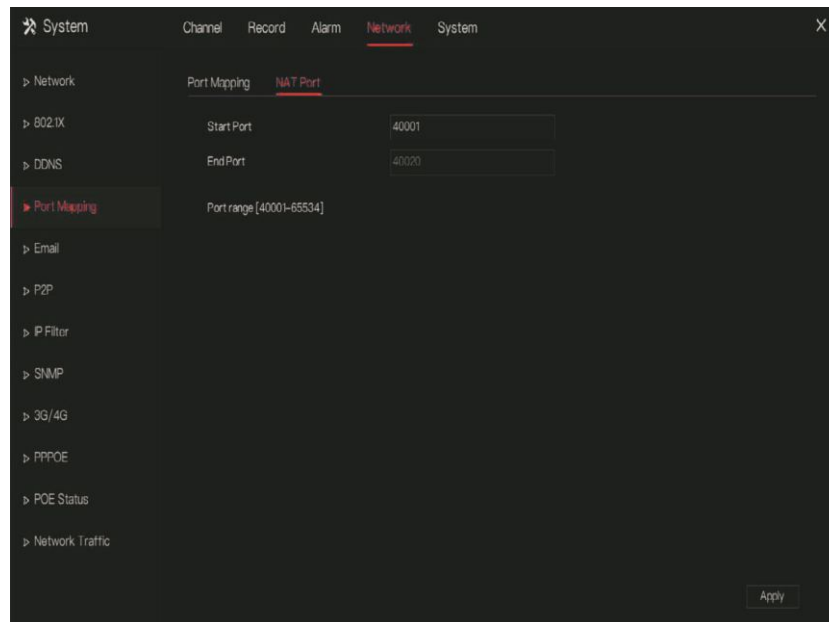 System
Channel Record Alarm Network System X
Network
802.1X
DDNS
Port Mapping
Email
P2P
IP Filter
SNMP
3G/4G
PPPOE
POE Status
Network Traffic
Port Mapping NAT Port
Start Port 40001
End Port 40020
Port range [40001-65534]
Apply